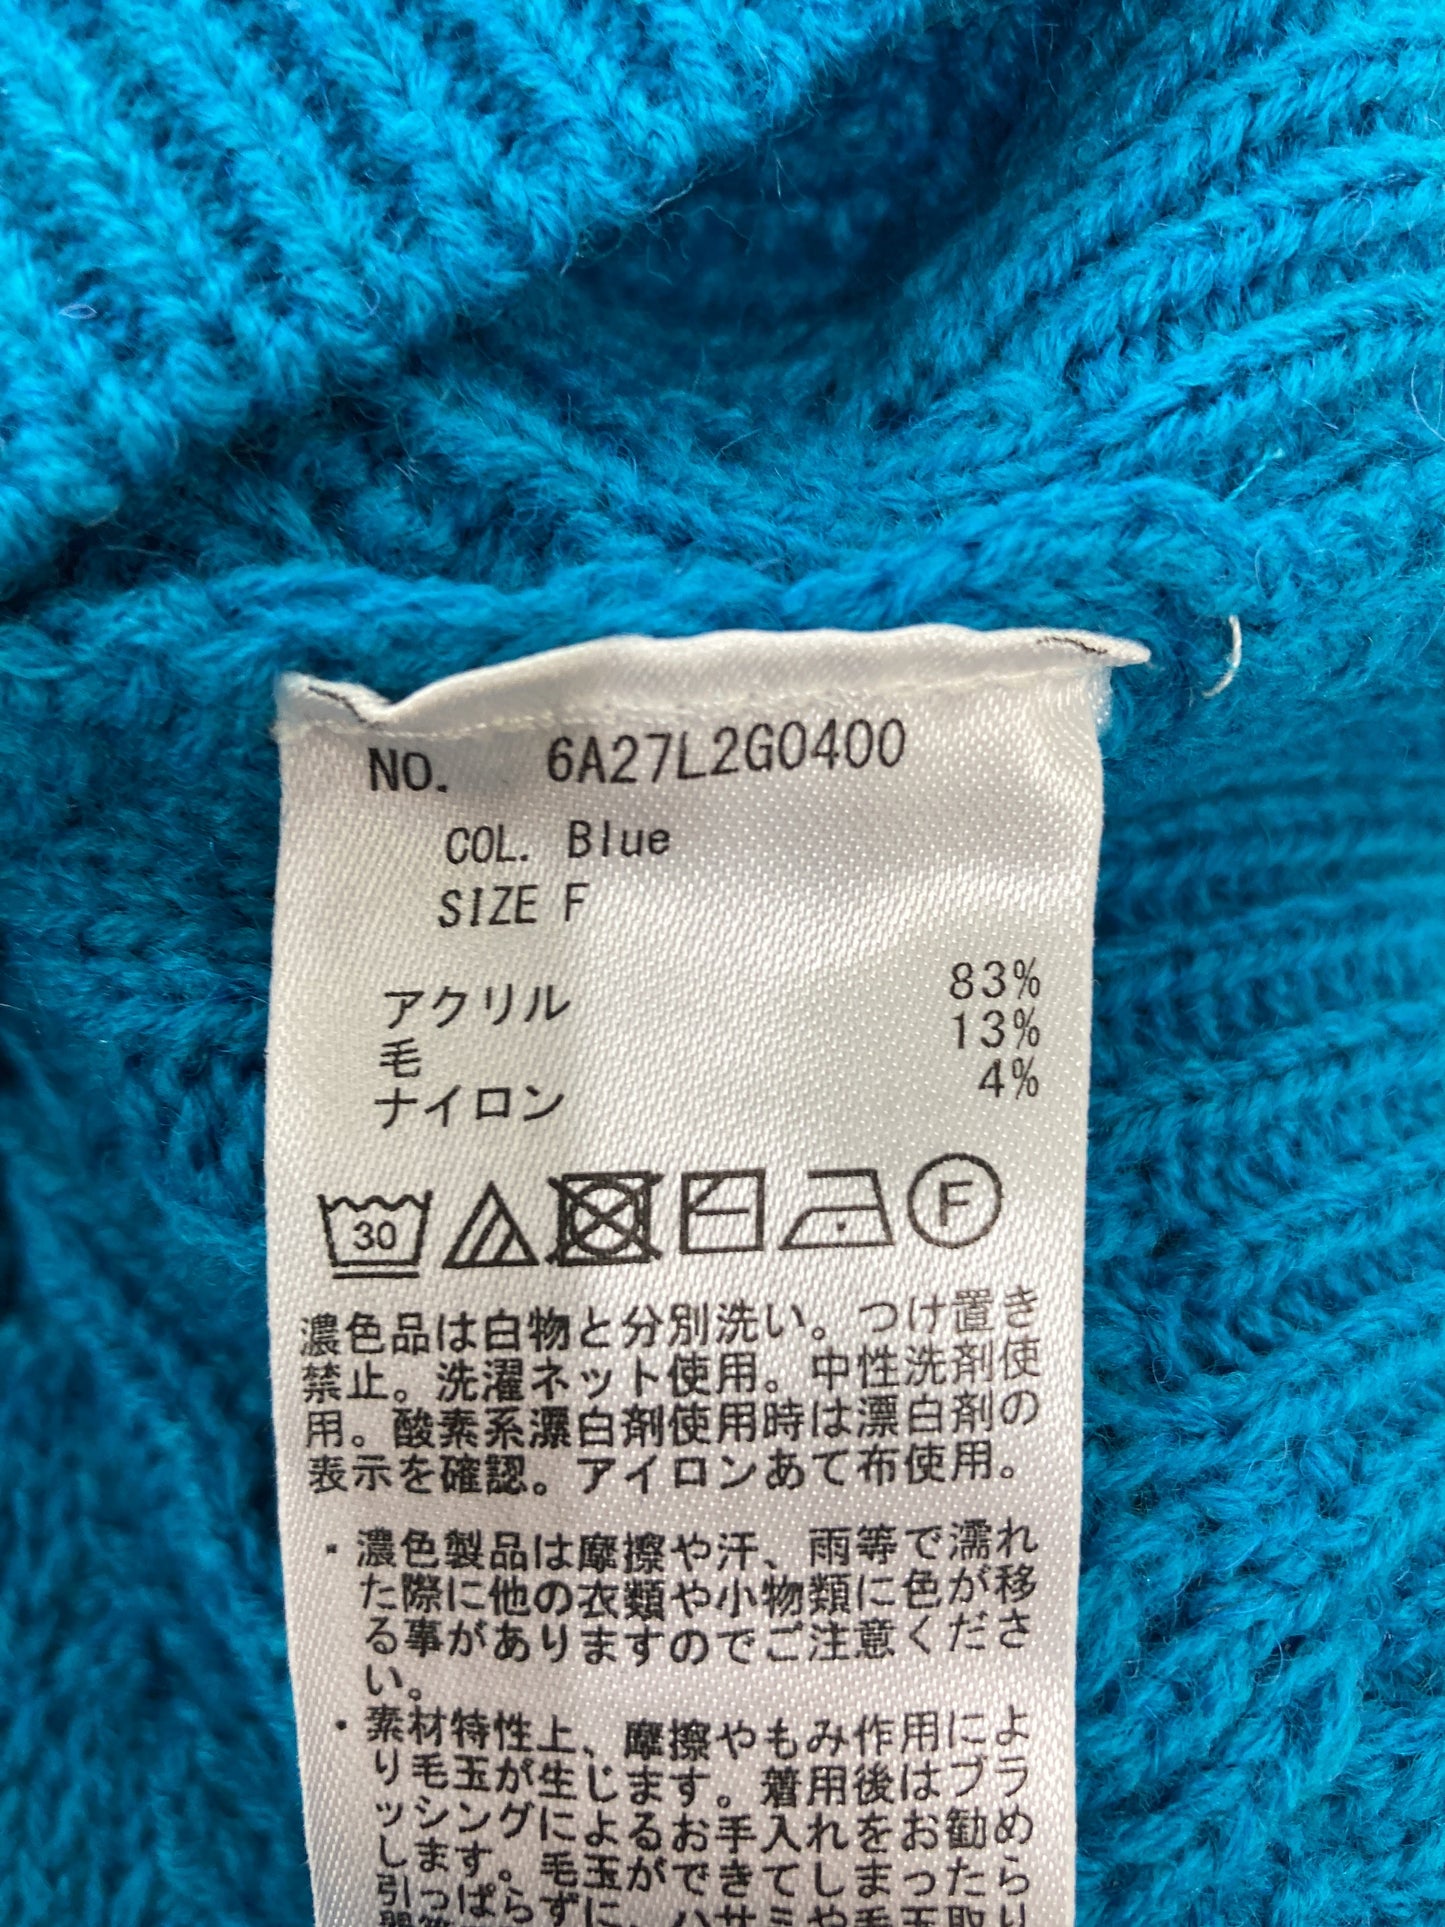 NO. 6A27L2G0400
COL. Blue
SIZE F
アクリル 83%
毛 13%
ナイロン 4%
30 F
濃色品は白物と分別洗い。つけ置き
禁止。洗濯ネット使用。中性洗剤使
用。酸素系漂白剤使用時は漂白剤の
表示を確認。アイロンあて布使用。
・濃色製品は摩擦や汗、雨等で濡れ
た際に他の衣類や小物類に色が移
る事がありますのでご注意くださ
い。
・素材特性上、摩擦やもみ作用によ
り毛玉が生じます。着用後はブラ
ッシングによるお手入れをお勧め
します。毛玉ができてしまったら
引っぱらずに、ハサミや毛玉取り